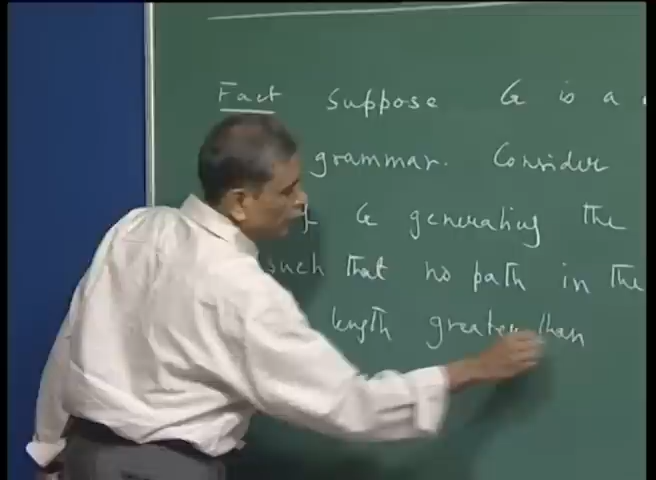 Fact Suppose G is a
grammar. Consider
G generating the
such that no path in the
length greater than